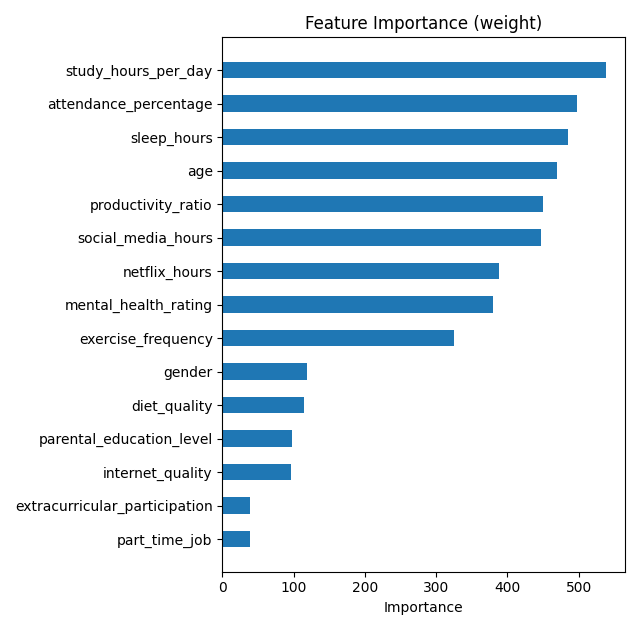 Feature Importance (weight)
study_hours_per_day
attendance_percentage
sleep_hours
age
productivity_ratio
social_media_hours
netflix_hours
mental_health_rating
exercise_frequency
gender
diet_quality
parental_education_level
internet_quality
extracurricular_participation
part_time_job
0 100 200 300 400 500
Importance